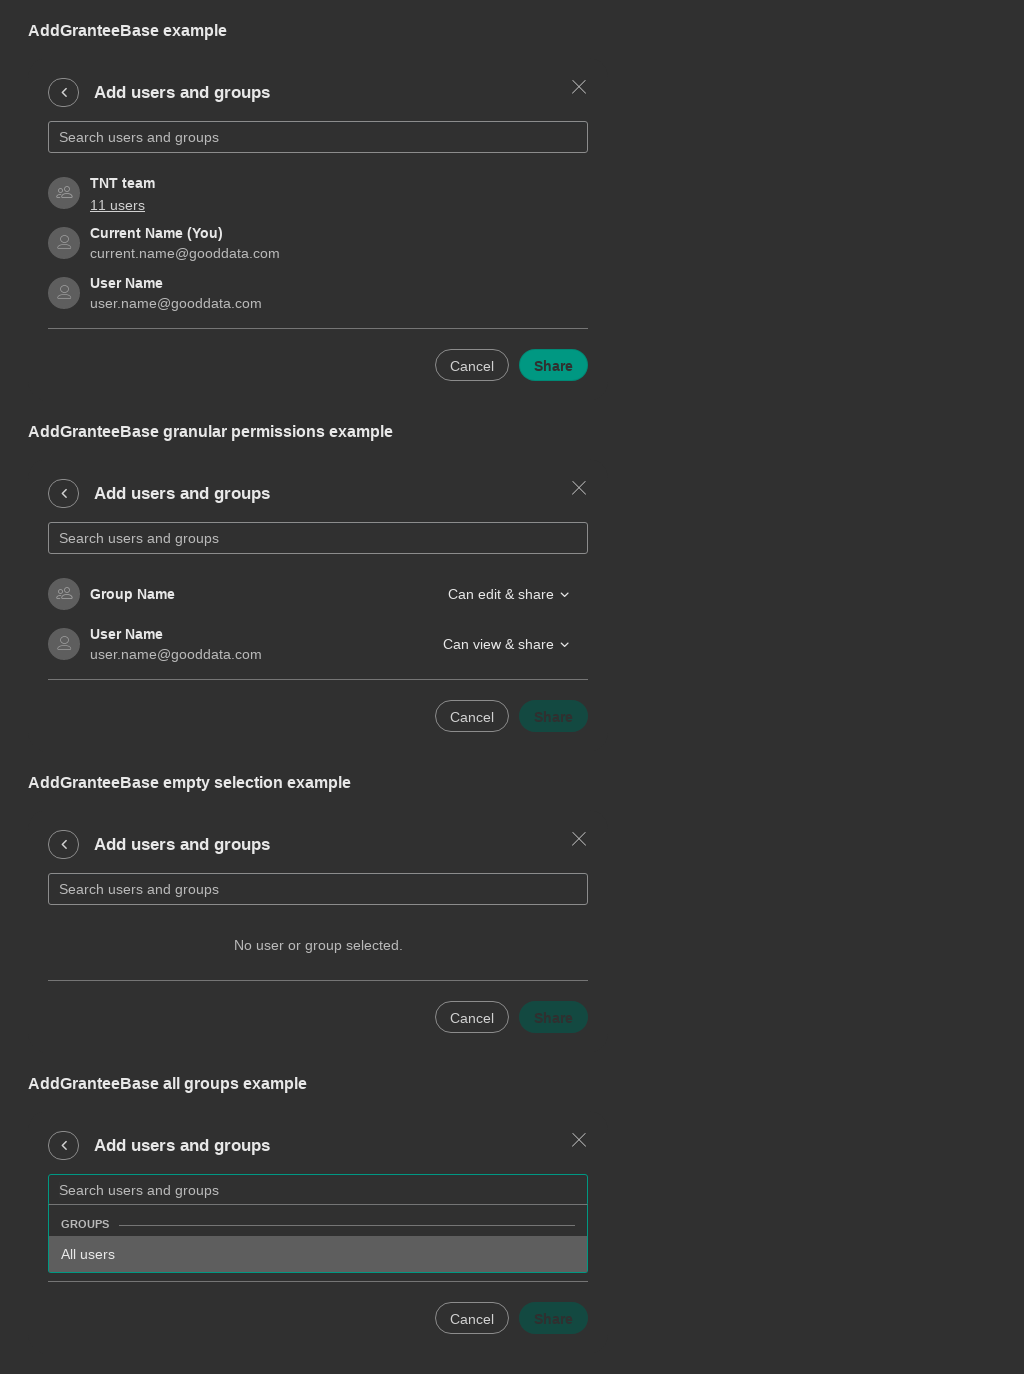 AddGranteeBase example
Add users and groups
Search users and groups
TNT team
11 users
Current Name (You)
current.name@gooddata.com
User Name
user.name@gooddata.com
Cancel Share
AddGranteeBase granular permissions example
Add users and groups
Search users and groups
Group Name Can edit & share
User Name
user.name@gooddata.com Can view & share
Cancel Share
AddGranteeBase empty selection example
Add users and groups
Search users and groups
No user or group selected.
Cancel Share
AddGranteeBase all groups example
Add users and groups
Search users and groups
GROUPS
All users
Cancel Share